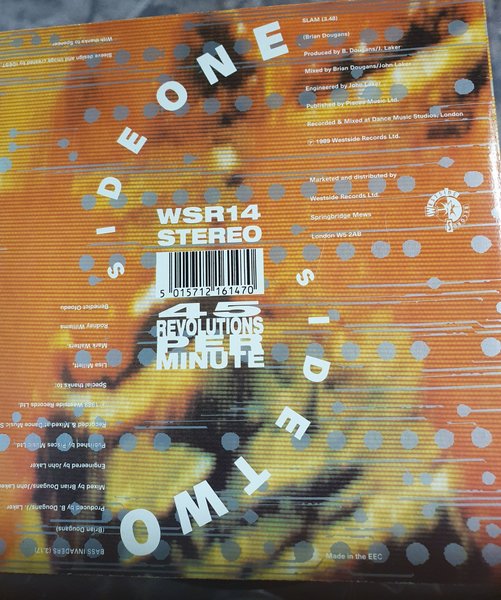 SIDE ONE
SLAM (3.48)
(Brian Dougans)
Produced by B. Dougans/J. Laker
Mixed by Brian Dougans/John Laker
Engineered by John Laker
Published by Pisces Music Ltd.
Recorded & Mixed at Dance Music Studios, London
℗ 1989 Westside Records Ltd.
Marketed and distributed by
Westside Records Ltd.
Springbridge Mews
London W5 2AB
WSR14
STEREO
5 015712 161470
45
REVOLUTIONS
PER
MINUTE
SIDE TWO
BASS INVADERS (3.17)
(Brian Dougans)
Produced by B. Dougans/J. Laker
Mixed by Brian Dougans/John Laker
Engineered by John Laker
Published by Pisces Music Ltd.
Recorded & Mixed at Dance Music S
℗ 1989 Westside Records Ltd.
Special thanks to:
Lisa Millett,
Mark Walters,
Rodney Williams
Benedict Ofoedu
Sleeve design and image created by
With thanks to Spencer
Made in the EEC